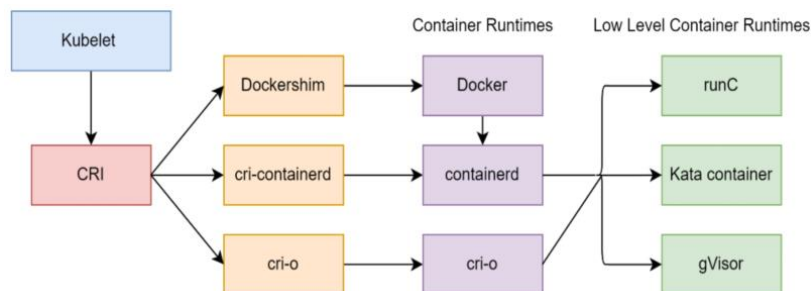 Container Runtimes
Low Level Container Runtimes
Kubelet
Dockershim
Docker
runC
CRI
cri-containerd
containerd
Kata container
cri-o
cri-o
gVisor